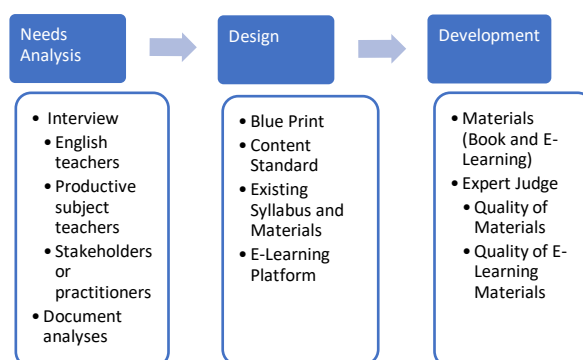 Needs
Analysis
• Interview
• English
teachers
• Productive
subject
teachers
• Stakeholders
or
practitioners
• Document
analyses
Design
• Blue Print
• Content
Standard
• Existing
Syllabus and
Materials
• E-Learning
Platform
Development
• Materials
(Book and E-
Learning)
• Expert Judge
• Quality of
Materials
• Quality of E-
Learning
Materials